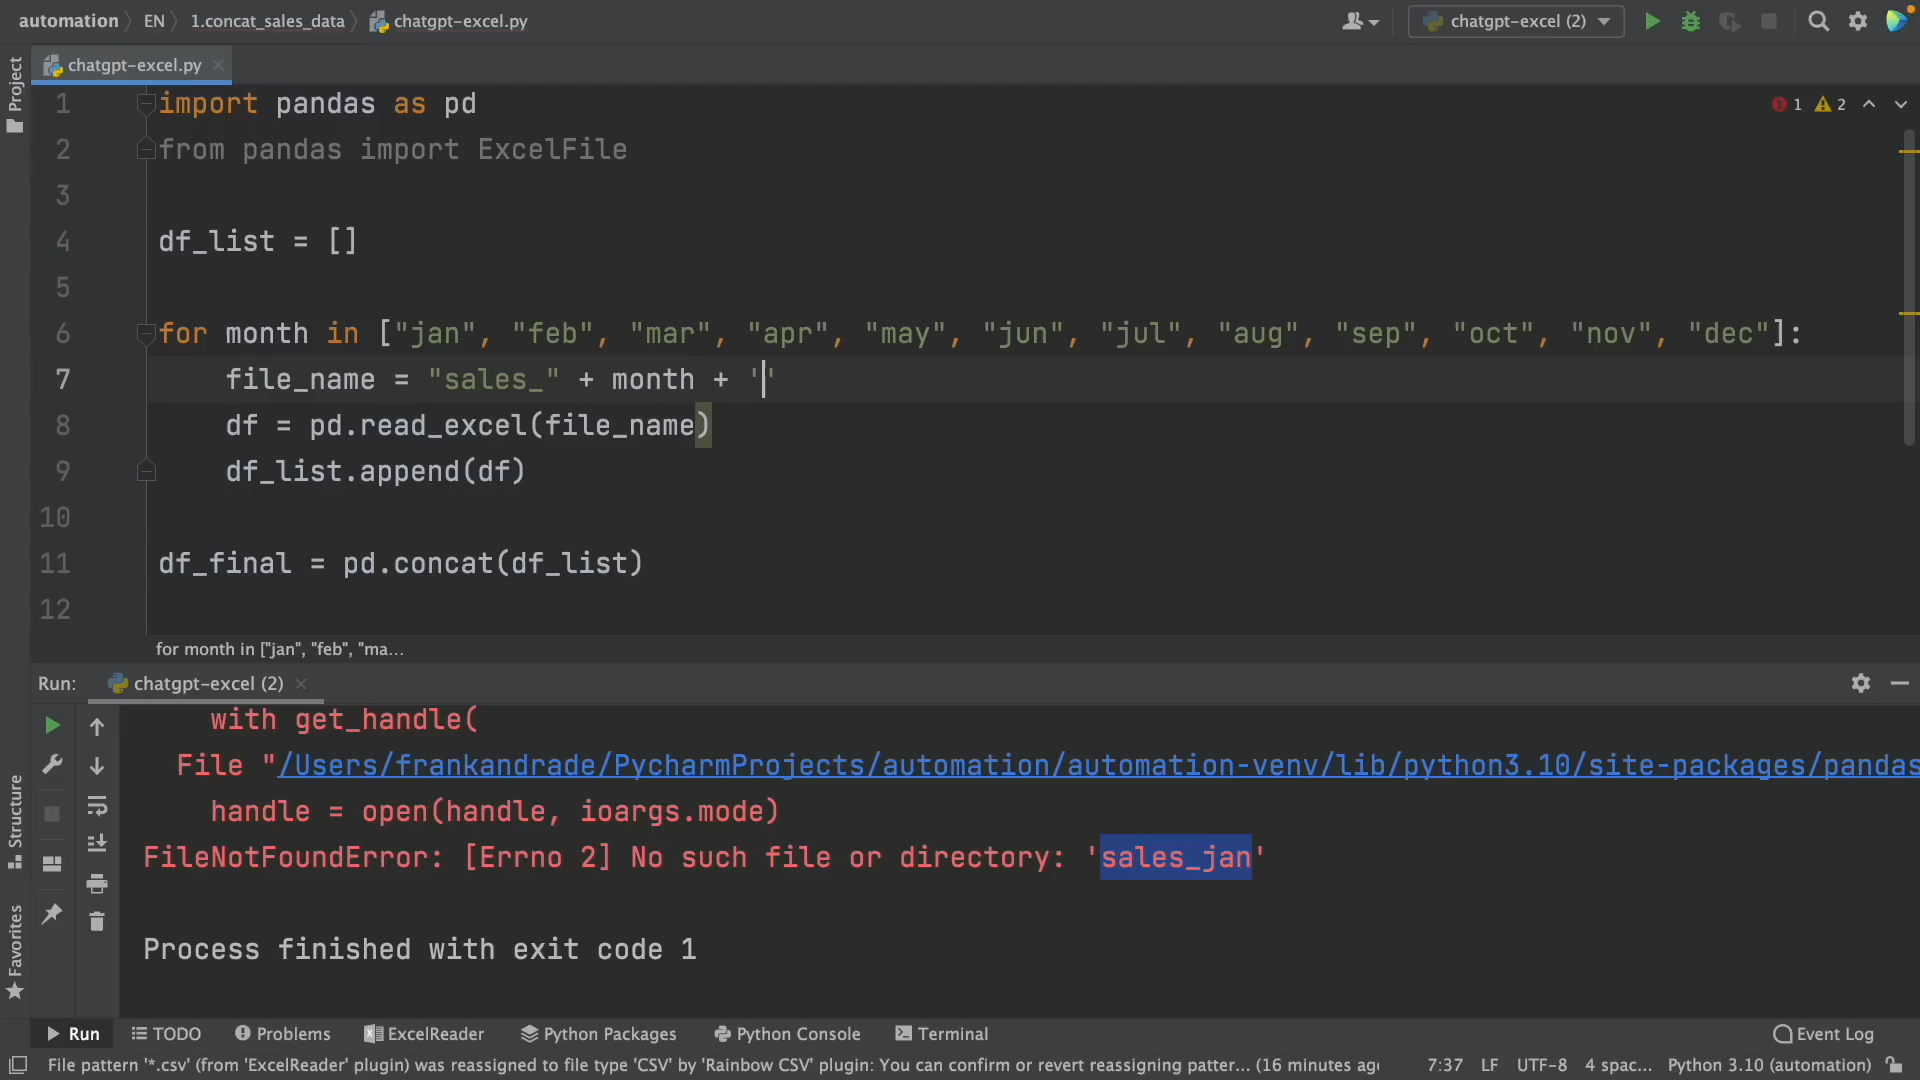 automation EN 1.concat_sales_data chatgpt-excel.py chatgpt-excel (2)
Project chatgpt-excel.py
1 import pandas as pd 1 2
2 from pandas import ExcelFile
3
4 df_list = []
5
6 for month in ["jan", "feb", "mar", "apr", "may", "jun", "jul", "aug", "sep", "oct", "nov", "dec"]:
7 file_name = "sales_" + month + ''
8 df = pd.read_excel(file_name)
9 df_list.append(df)
10
11 df_final = pd.concat(df_list)
12
for month in ["jan", "feb", "ma...
Run: chatgpt-excel (2)
with get_handle(
File "/Users/frankandrade/PycharmProjects/automation/automation-venv/lib/python3.10/site-packages/pandas
handle = open(handle, ioargs.mode)
FileNotFoundError: [Errno 2] No such file or directory: 'sales_jan'
Process finished with exit code 1
Structure
Favorites
Run TODO Problems ExcelReader Python Packages Python Console Terminal Event Log
File pattern '*.csv' (from 'ExcelReader' plugin) was reassigned to file type 'CSV' by 'Rainbow CSV' plugin: You can confirm or revert reassigning patter... (16 minutes ago 7:37 LF UTF-8 4 spac... Python 3.10 (automation)